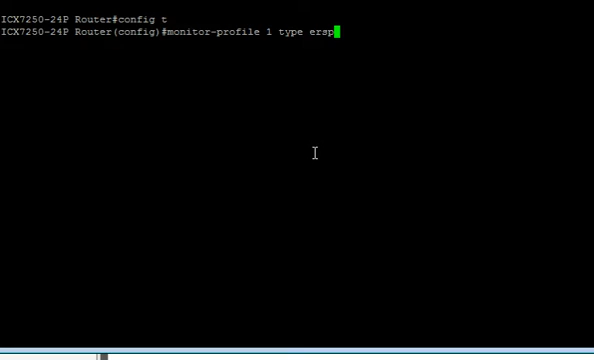 ICX7250-24P Router#config t
ICX7250-24P Router(config)#monitor-profile 1 type ersp